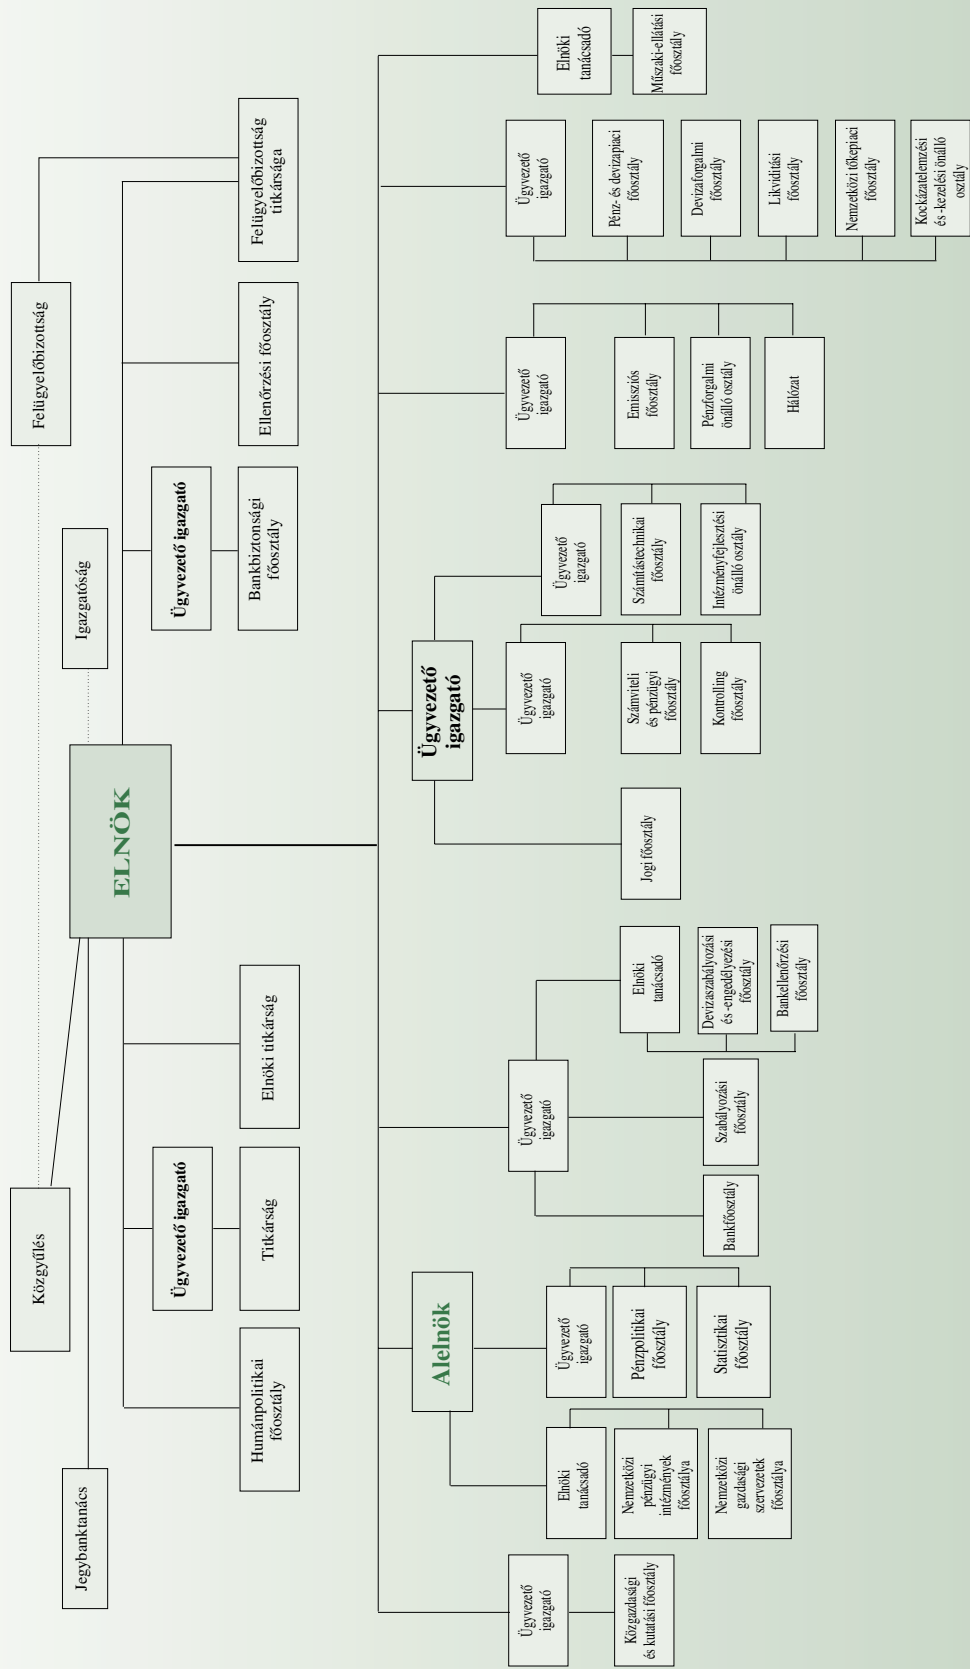 Közgyűlés
Felügyelőbizottság
Jegybanktanács
Igazgatóság
ELNÖK
Ügyvezető igazgató
Ügyvezető igazgató
Humánpolitikai
főosztály
Titkárság
Elnöki titkárság
Bankbiztonsági
főosztály
Ellenőrzési főosztály
Felügyelőbizottság
titkársága
Alelnök
Ügyvezető
igazgató
Ügyvezető
igazgató
Közgazdasági
és kutatási főosztály
Elnöki
tanácsadó
Nemzetközi
pénzügyi
intézmények
főosztálya
Nemzetközi
gazdasági
szervezetek
főosztálya
Ügyvezető
igazgató
Pénzpolitikai
főosztály
Statisztikai
főosztály
Ügyvezető
igazgató
Bankfőosztály
Szabályozási
főosztály
Elnöki
tanácsadó
Devizaszabályozási
és -engedélyezési
főosztály
Bankellenőrzési
főosztály
Jogi főosztály
Ügyvezető
igazgató
Számviteli
és pénzügyi
főosztály
Kontrolling
főosztály
Ügyvezető
igazgató
Számítástechnikai
főosztály
Intézményfejlesztési
önálló osztály
Ügyvezető
igazgató
Emissziós
főosztály
Pénzforgalmi
önálló osztály
Hálózat
Ügyvezető
igazgató
Pénz- és devizapiaci
főosztály
Devizaforgalmi
főosztály
Likviditási
főosztály
Nemzetközi tőkepiaci
főosztály
Kockázatelemzési
és -kezelési önálló
osztály
Elnöki
tanácsadó
Műszaki-ellátási
főosztály